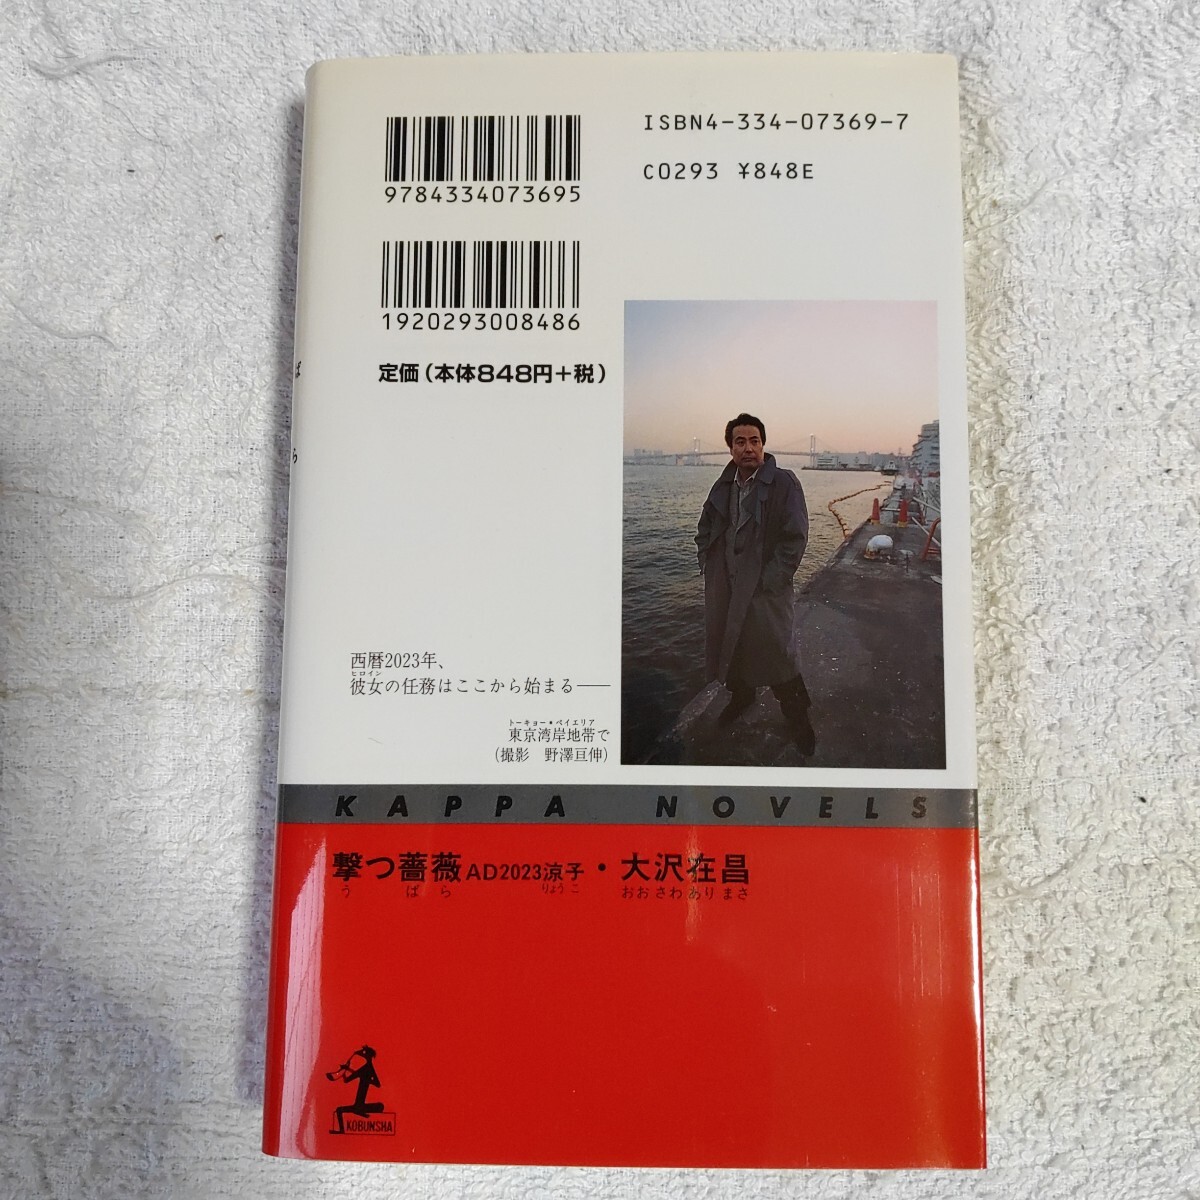 ISBN4-334-07369-7
C0293 ¥848E
9784334073695
1920293008486
定価（本体848円＋税）
ば
ら
西暦2023年、
ヒロイン
彼女の任務はここから始まる――
トーキョー・ベイエリア
東京湾岸地帯で
（撮影　野澤亘伸）
KAPPA NOVELS
撃つ薔薇 AD2023涼子・大沢在昌
う ばら りょうこ おおさわありまさ
KOBUNSHA